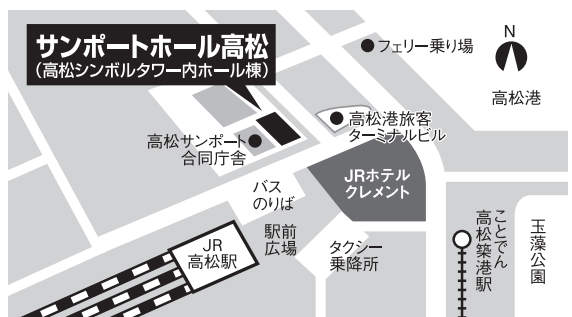 サンポートホール高松
（高松シンボルタワー内ホール棟）
フェリー乗り場
N
高松港
高松港旅客
ターミナルビル
高松サンポート
合同庁舎
JRホテル
クレメント
バス
のりば
駅前
広場
タクシー
乗降所
JR
高松駅
ことでん
高松築港駅
玉藻公園